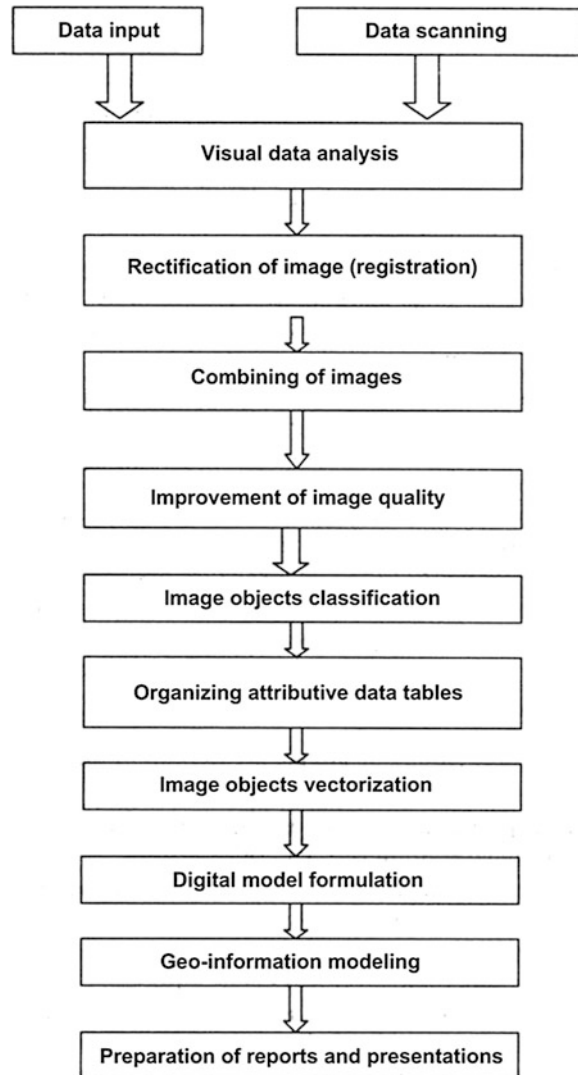 Data input
Data scanning
Visual data analysis
Rectification of image (registration)
Combining of images
Improvement of image quality
Image objects classification
Organizing attributive data tables
Image objects vectorization
Digital model formulation
Geo-information modeling
Preparation of reports and presentations